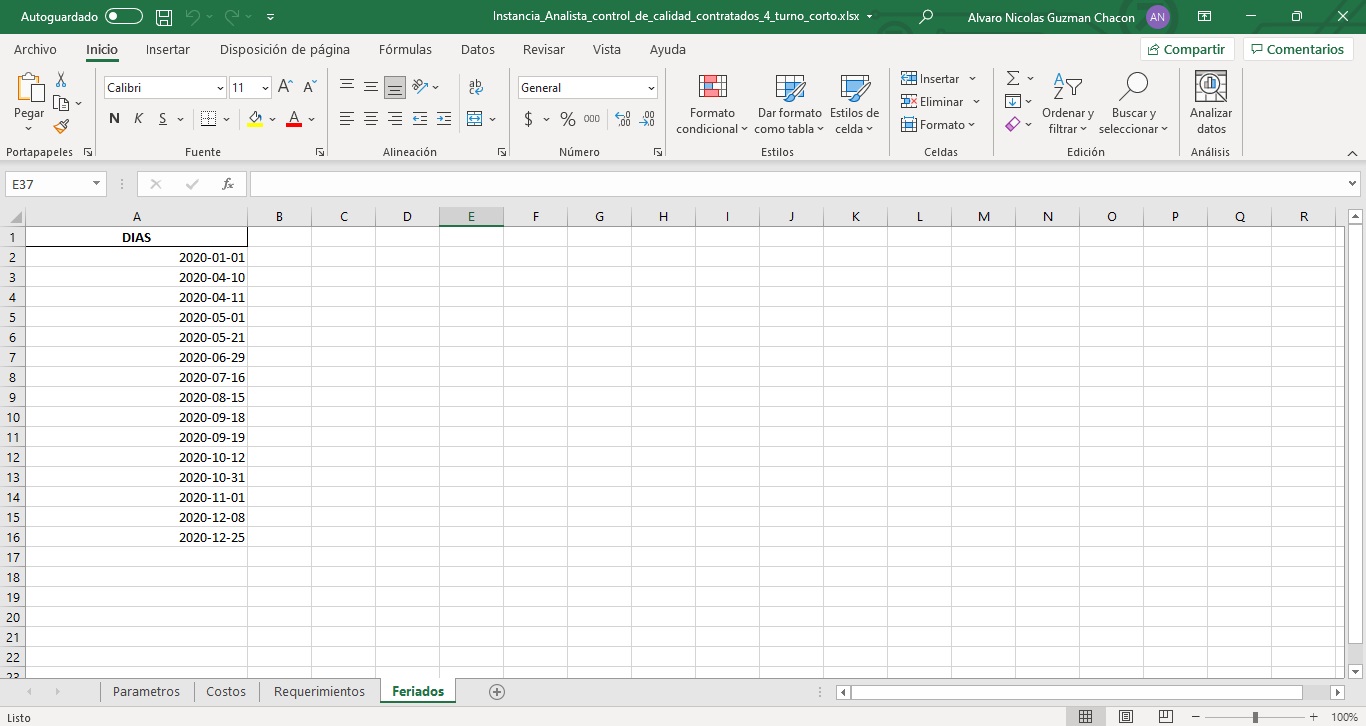 Autoguardado
Instancia_Analista_control_de_calidad_contratados_4_turno_corto.xlsx
Alvaro Nicolas Guzman Chacon AN
Archivo Inicio Insertar Disposición de página Fórmulas Datos Revisar Vista Ayuda Compartir Comentarios
Pegar
Calibri 11
N K S
A A
A
ab
General
$ % 000
Formato condicional
Dar formato como tabla
Estilos de celda
Insertar
Eliminar
Formato
Ordenar y filtrar
Buscar y seleccionar
Analizar datos
Portapapeles Fuente Alineación Número Estilos Celdas Edición Análisis
E37 fx
A B C D E F G H I J K L M N O P Q R
1 DIAS
2 2020-01-01
3 2020-04-10
4 2020-04-11
5 2020-05-01
6 2020-05-21
7 2020-06-29
8 2020-07-16
9 2020-08-15
10 2020-09-18
11 2020-09-19
12 2020-10-12
13 2020-10-31
14 2020-11-01
15 2020-12-08
16 2020-12-25
17
18
19
20
21
22
23
Parametros Costos Requerimientos Feriados
Listo 100%